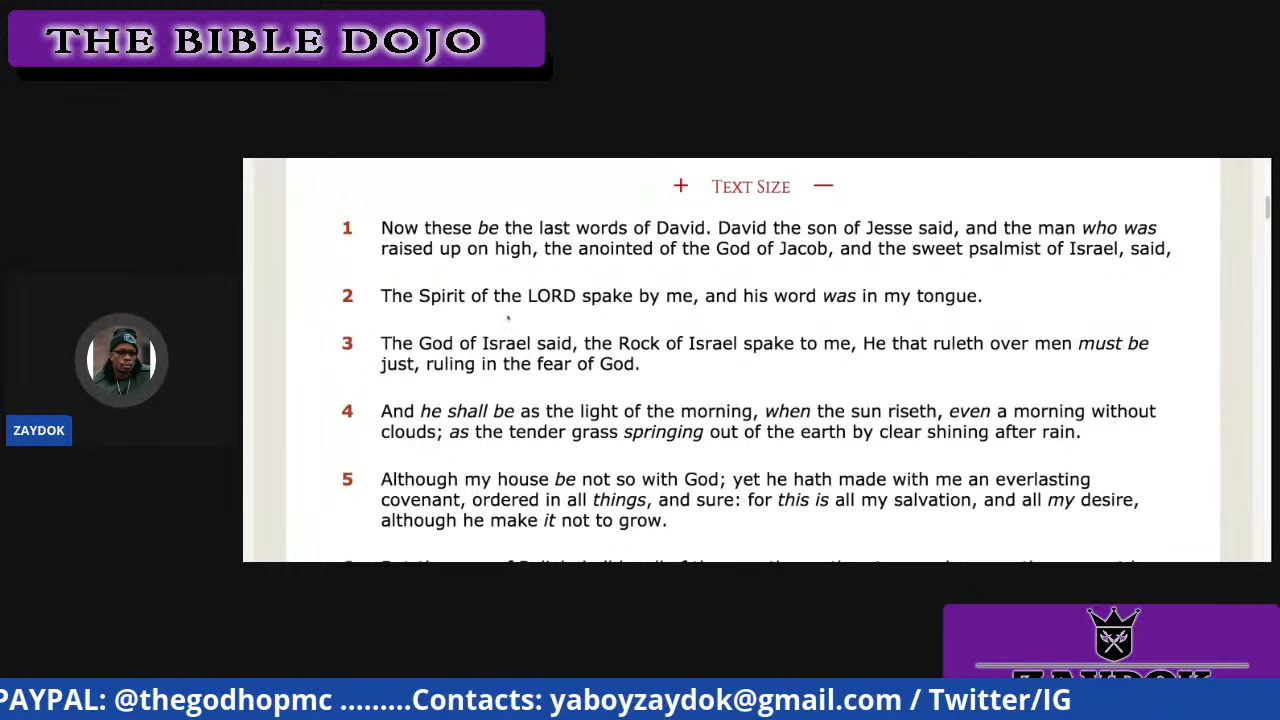 THE BIBLE DOJO
+ TEXT SIZE −
1 Now these be the last words of David. David the son of Jesse said, and the man who was
raised up on high, the anointed of the God of Jacob, and the sweet psalmist of Israel, said,
2 The Spirit of the LORD spake by me, and his word was in my tongue.
3 The God of Israel said, the Rock of Israel spake to me, He that ruleth over men must be
just, ruling in the fear of God.
4 And he shall be as the light of the morning, when the sun riseth, even a morning without
clouds; as the tender grass springing out of the earth by clear shining after rain.
5 Although my house be not so with God; yet he hath made with me an everlasting
covenant, ordered in all things, and sure: for this is all my salvation, and all my desire,
although he make it not to grow.
ZAYDOK
ZAYDOK
PAYPAL: @thegodhopmc .........Contacts: yaboyzaydok@gmail.com / Twitter/IG